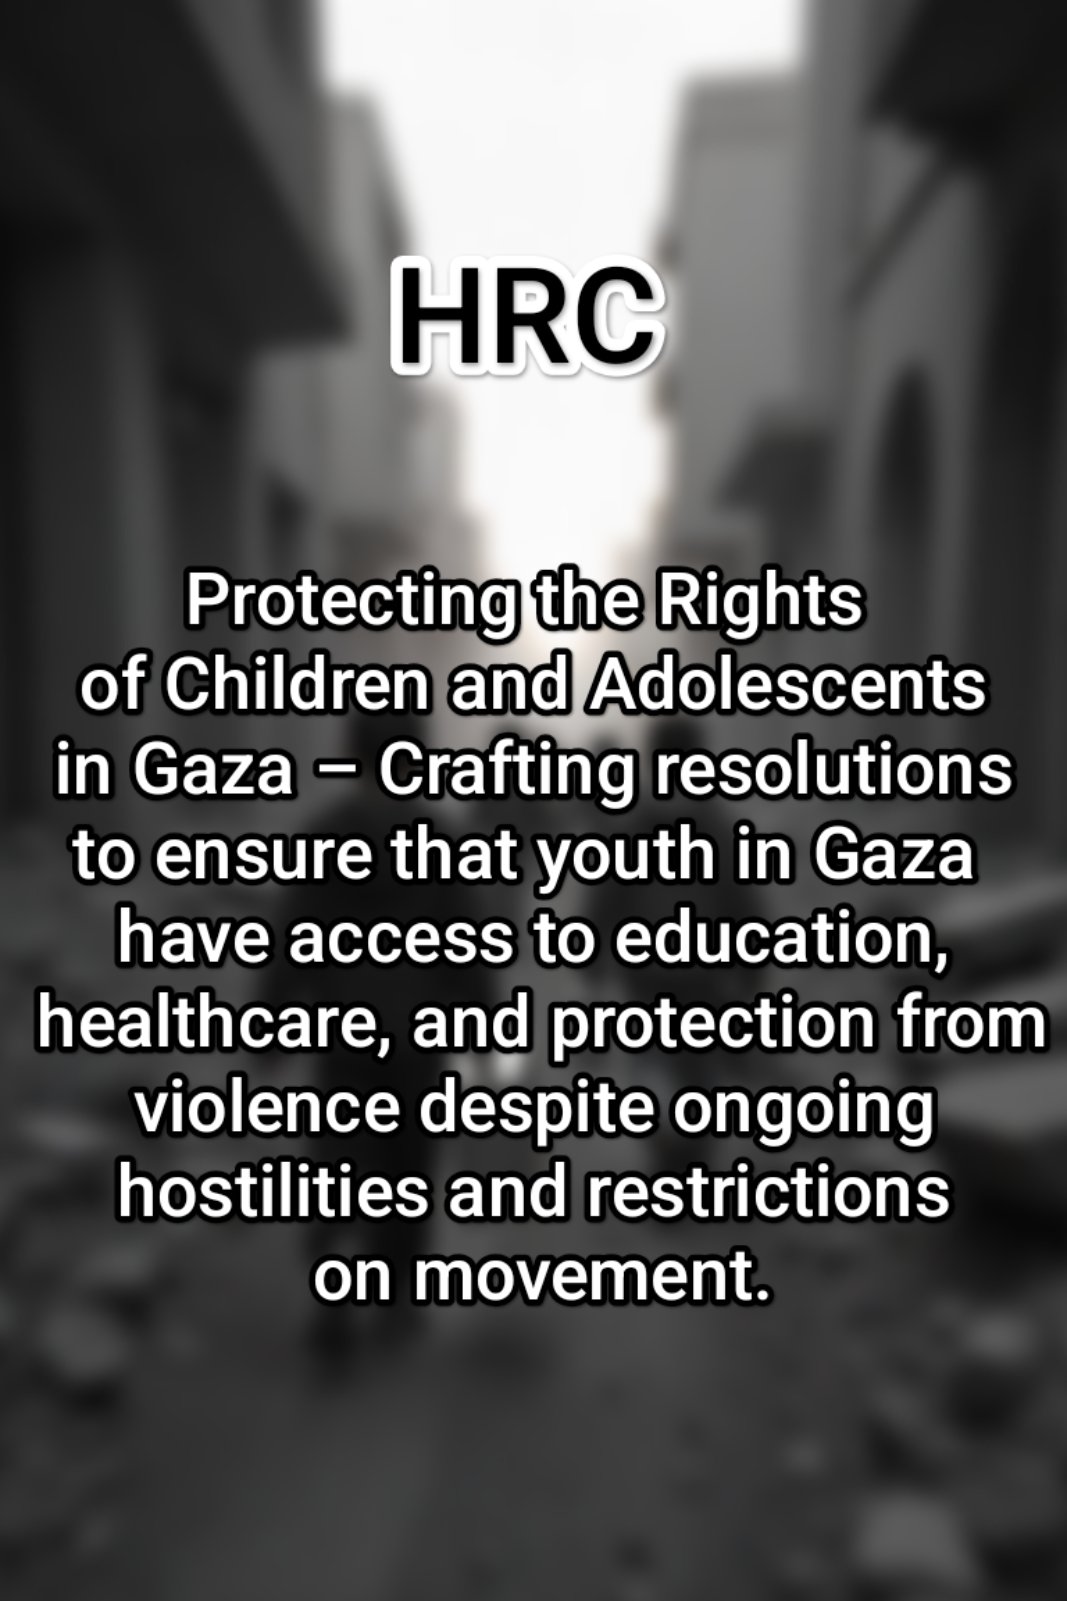 HRC
Protecting the Rights
of Children and Adolescents
in Gaza – Crafting resolutions
to ensure that youth in Gaza
have access to education,
healthcare, and protection from
violence despite ongoing
hostilities and restrictions
on movement.